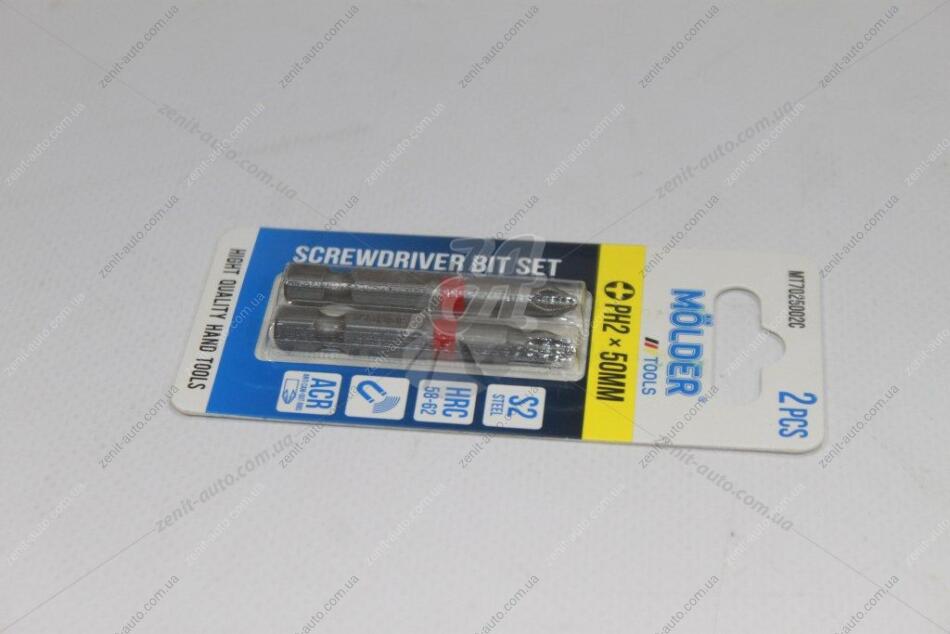 MT7025002C
2 PCS
MÖLDER
TOOLS
PH2 × 50MM
SCREWDRIVER BIT SET
S2
STEEL
HRC
58-62
ACR
HIGHT QUALITY HAND TOOLS
zenit-auto.com.ua